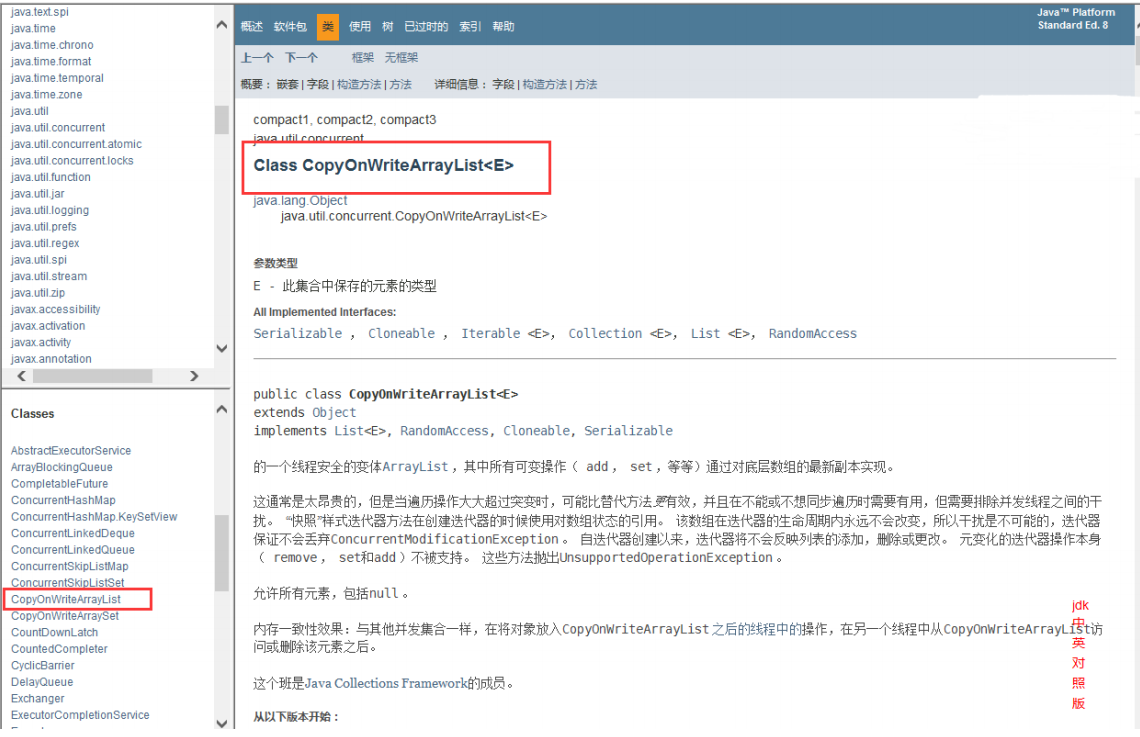 java.text.spi
java.time
java.time.chrono
java.time.format
java.time.temporal
java.time.zone
java.util
java.util.concurrent
java.util.concurrent.atomic
java.util.concurrent.locks
java.util.function
java.util.jar
java.util.logging
java.util.prefs
java.util.regex
java.util.spi
java.util.stream
java.util.zip
javax.accessibility
javax.activation
javax.activity
javax.annotation
Classes
AbstractExecutorService
ArrayBlockingQueue
CompletableFuture
ConcurrentHashMap
ConcurrentHashMap.KeySetView
ConcurrentLinkedDeque
ConcurrentLinkedQueue
ConcurrentSkipListMap
ConcurrentSkipListSet
CopyOnWriteArrayList
CopyOnWriteArraySet
CountDownLatch
CountedCompleter
CyclicBarrier
DelayQueue
Exchanger
ExecutorCompletionService
概述 软件包 类 使用 树 已过时的 索引 帮助
Java™ Platform
Standard Ed. 8
上一个 下一个 框架 无框架
概要： 嵌套 | 字段 | 构造方法 | 方法 详细信息： 字段 | 构造方法 | 方法
compact1, compact2, compact3
java.util.concurrent
Class CopyOnWriteArrayList<E>
java.lang.Object
java.util.concurrent.CopyOnWriteArrayList<E>
参数类型
E - 此集合中保存的元素的类型
All Implemented Interfaces:
Serializable ， Cloneable ， Iterable <E>， Collection <E>， List <E>， RandomAccess
public class CopyOnWriteArrayList<E>
extends Object
implements List<E>, RandomAccess, Cloneable, Serializable
的一个线程安全的变体ArrayList ，其中所有可变操作（ add ， set ，等等）通过对底层数组的最新副本实现。
这通常是太昂贵的，但是当遍历操作大大超过突变时，可能比替代方法更有效，并且在不能或不想同步遍历时需要有用，但需要排除并发线程之间的干
扰。 “快照”样式迭代器方法在创建迭代器的时候使用对数组状态的引用。 该数组在迭代器的生命周期内永远不会改变，所以干扰是不可能的，迭代器
保证不会丢弃ConcurrentModificationException 。 自迭代器创建以来，迭代器将不会反映列表的添加，删除或更改。 元变化的迭代器操作本身
（ remove ， set和add ）不被支持。 这些方法抛出UnsupportedOperationException 。
允许所有元素，包括null 。
内存一致性效果：与其他并发集合一样，在将对象放入CopyOnWriteArrayList 之后的线程中的操作，在另一个线程中从CopyOnWriteArrayList访
问或删除该元素之后。
这个班是Java Collections Framework的成员。
从以下版本开始：
jdk
中
英
对
照
版